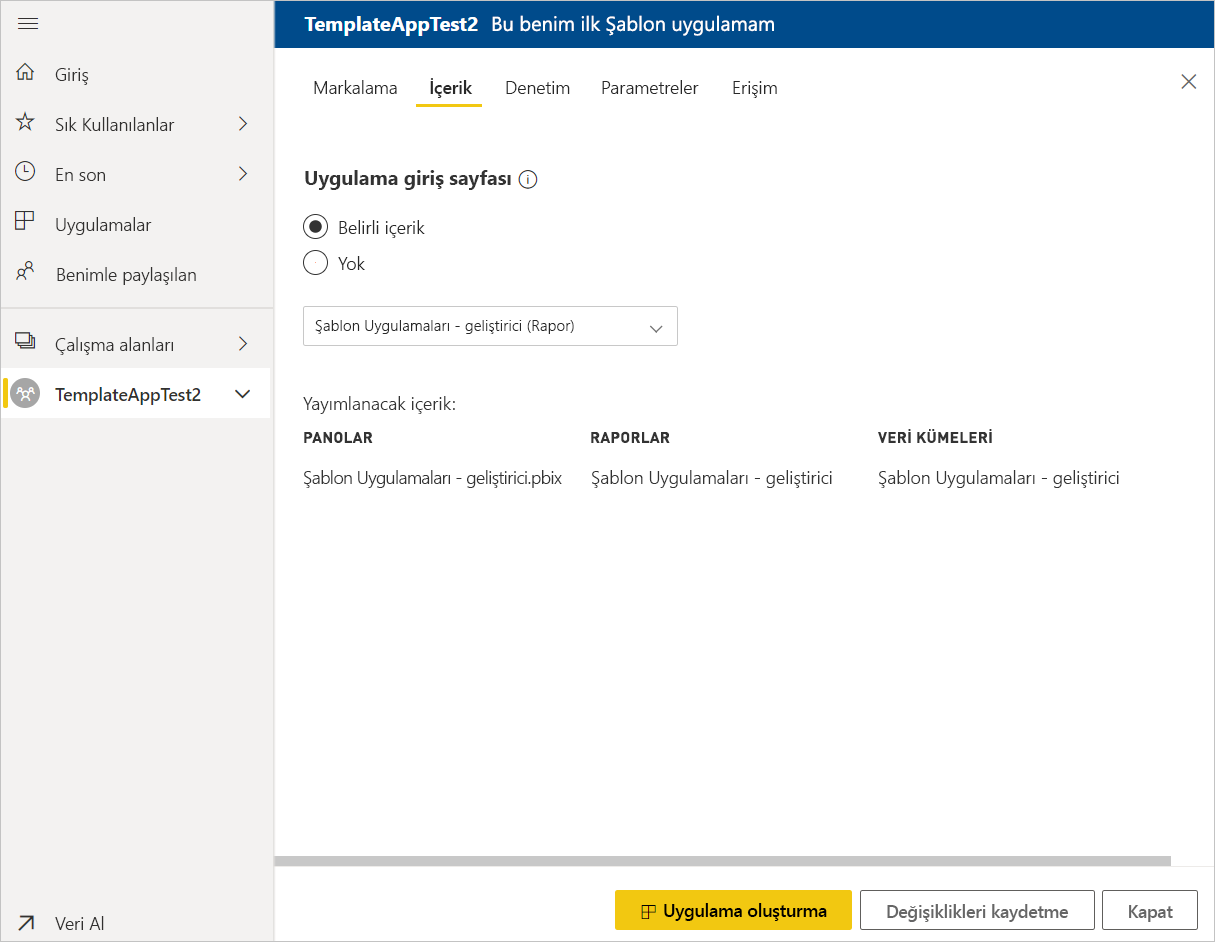 TemplateAppTest2 Bu benim ilk Şablon uygulamam
Giriş
Sık Kullanılanlar
En son
Uygulamalar
Benimle paylaşılan
Çalışma alanları
TemplateAppTest2
Veri Al
Markalama İçerik Denetim Parametreler Erişim
Uygulama giriş sayfası
Belirli içerik
Yok
Şablon Uygulamaları - geliştirici (Rapor)
Yayımlanacak içerik:
PANOLAR RAPORLAR VERİ KÜMELERİ
Şablon Uygulamaları - geliştirici.pbix Şablon Uygulamaları - geliştirici Şablon Uygulamaları - geliştirici
Uygulama oluşturma Değişiklikleri kaydetme Kapat